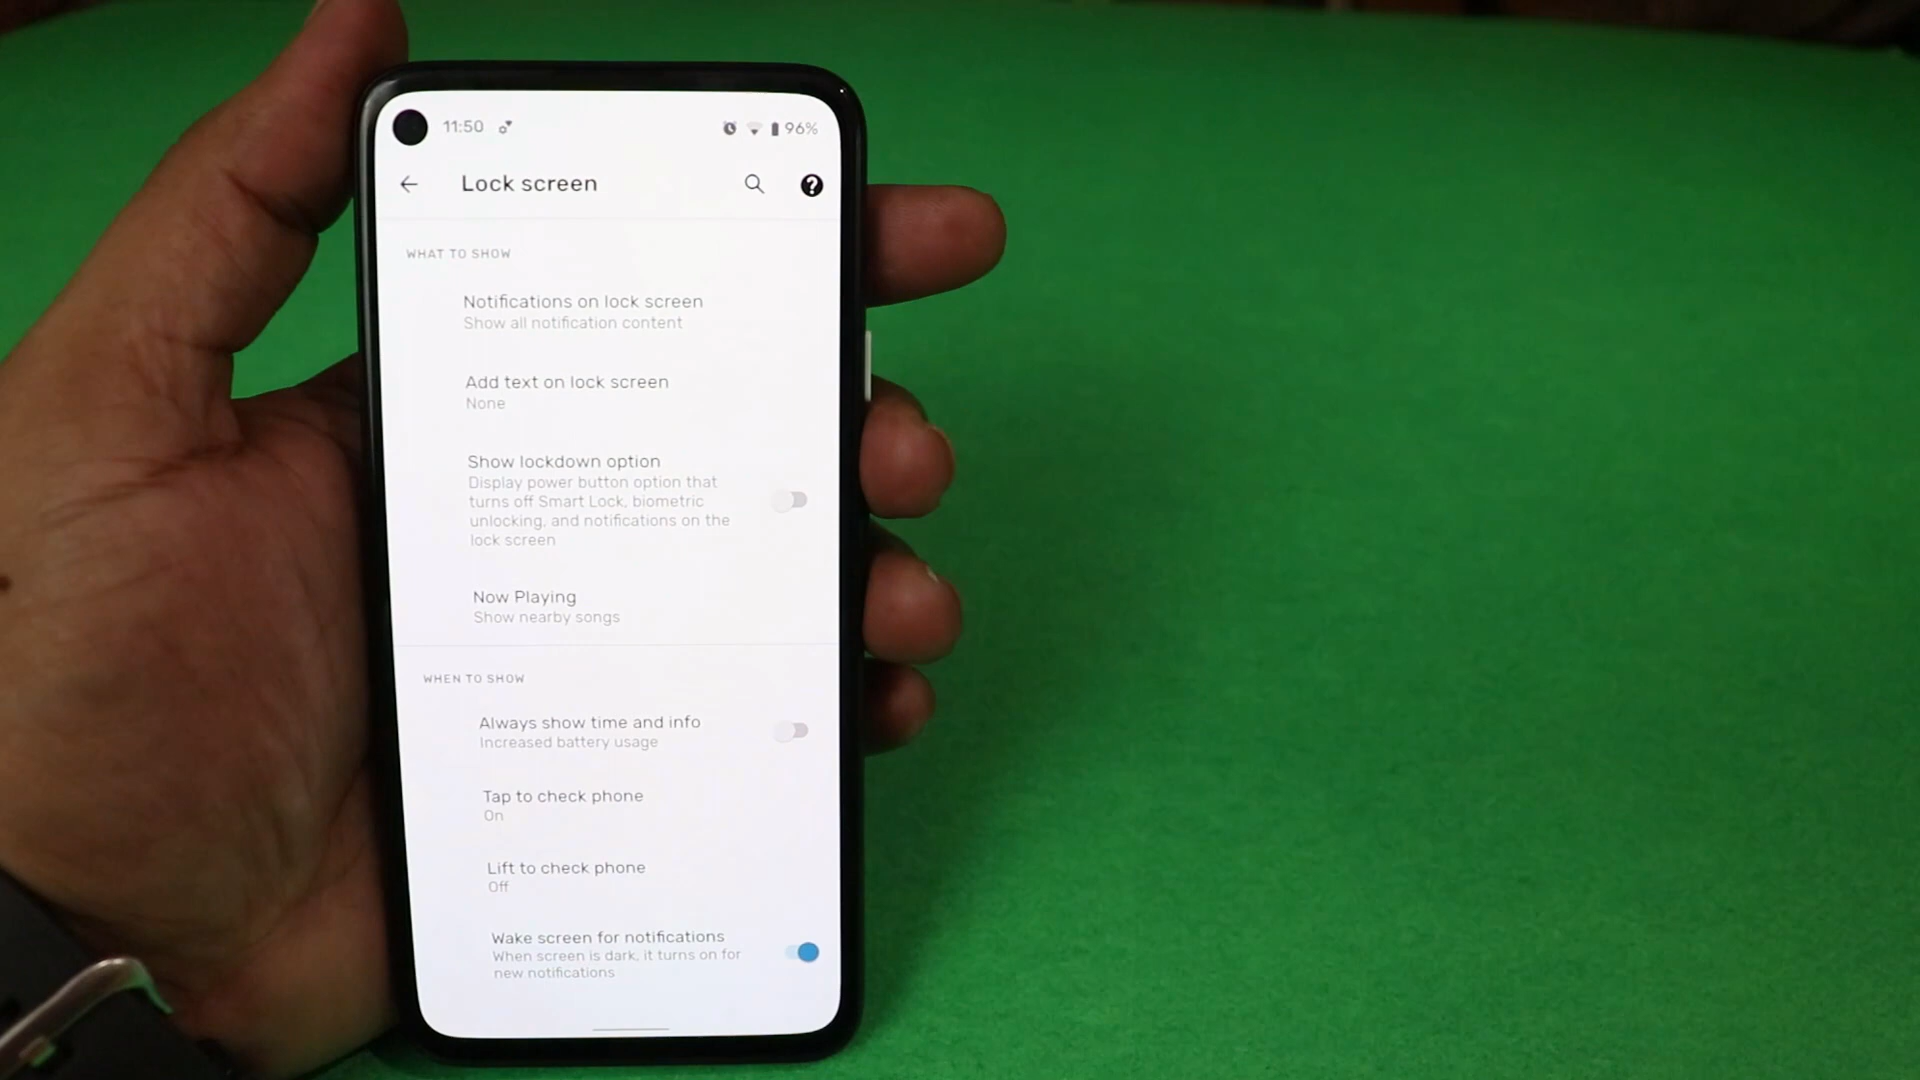 11:50 96%
Lock screen
WHAT TO SHOW
Notifications on lock screen
Show all notification content
Add text on lock screen
None
Show lockdown option
Display power button option that
turns off Smart Lock, biometric
unlocking, and notifications on the
lock screen
Now Playing
Show nearby songs
WHEN TO SHOW
Always show time and info
Increased battery usage
Tap to check phone
On
Lift to check phone
Off
Wake screen for notifications
When screen is dark, it turns on for
new notifications